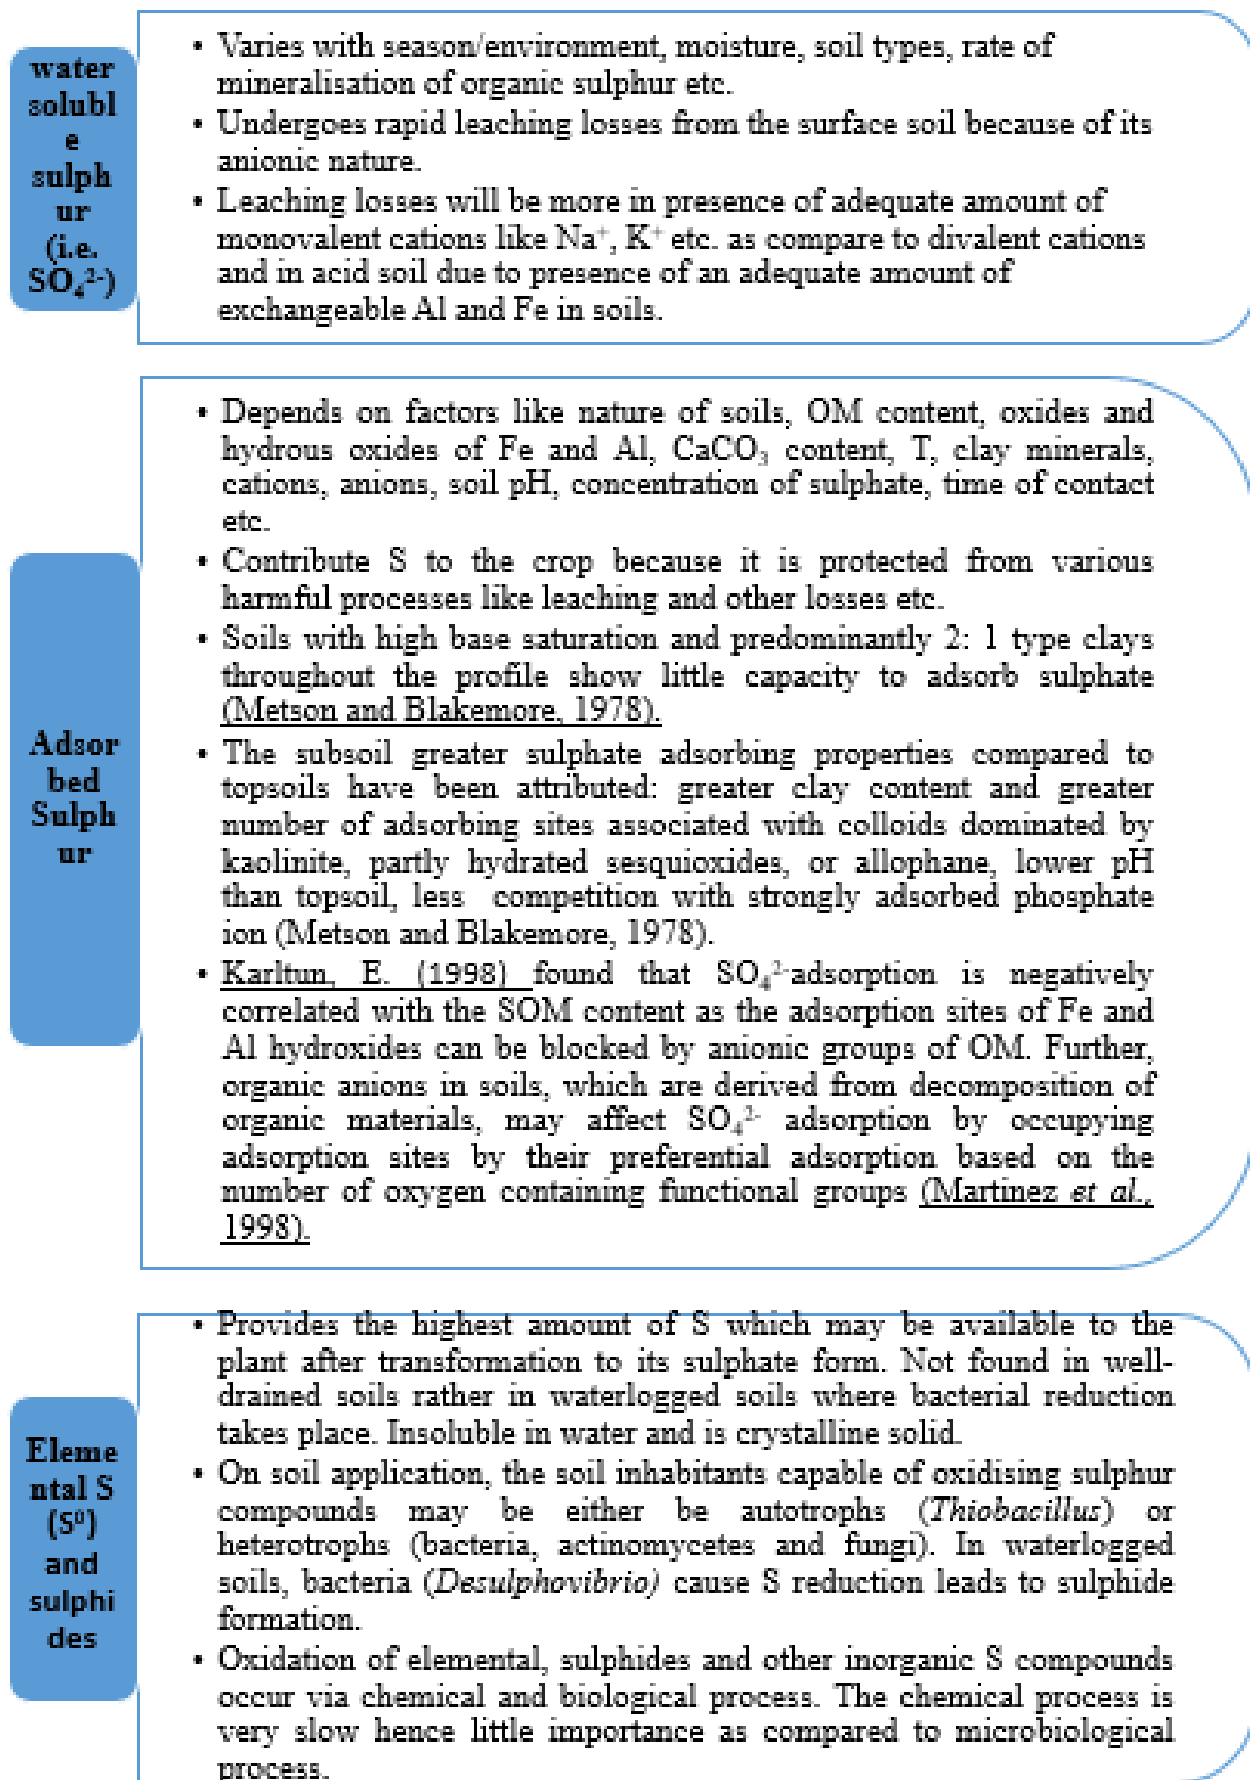 water
solubl
e
sulph
ur
(i.e.
SO₄²⁻)
• Varies with season/environment, moisture, soil types, rate of
mineralisation of organic sulphur etc.
• Undergoes rapid leaching losses from the surface soil because of its
anionic nature.
• Leaching losses will be more in presence of adequate amount of
monovalent cations like Na⁺, K⁺ etc. as compare to divalent cations
and in acid soil due to presence of an adequate amount of
exchangeable Al and Fe in soils.
Adsor
bed
Sulph
ur
• Depends on factors like nature of soils, OM content, oxides and
hydrous oxides of Fe and Al, CaCO₃ content, T, clay minerals,
cations, anions, soil pH, concentration of sulphate, time of contact
etc.
• Contribute S to the crop because it is protected from various
harmful processes like leaching and other losses etc.
• Soils with high base saturation and predominantly 2: 1 type clays
throughout the profile show little capacity to adsorb sulphate
(Metson and Blakemore, 1978).
• The subsoil greater sulphate adsorbing properties compared to
topsoils have been attributed: greater clay content and greater
number of adsorbing sites associated with colloids dominated by
kaolinite, partly hydrated sesquioxides, or allophane, lower pH
than topsoil, less competition with strongly adsorbed phosphate
ion (Metson and Blakemore, 1978).
• Karltun, E. (1998) found that SO₄²⁻adsorption is negatively
correlated with the SOM content as the adsorption sites of Fe and
Al hydroxides can be blocked by anionic groups of OM. Further,
organic anions in soils, which are derived from decomposition of
organic materials, may affect SO₄²⁻ adsorption by occupying
adsorption sites by their preferential adsorption based on the
number of oxygen containing functional groups (Martinez et al.,
1998).
Eleme
ntal S
(S⁰)
and
sulphi
des
• Provides the highest amount of S which may be available to the
plant after transformation to its sulphate form. Not found in well-
drained soils rather in waterlogged soils where bacterial reduction
takes place. Insoluble in water and is crystalline solid.
• On soil application, the soil inhabitants capable of oxidising sulphur
compounds may be either be autotrophs (Thiobacillus) or
heterotrophs (bacteria, actinomycetes and fungi). In waterlogged
soils, bacteria (Desulphovibrio) cause S reduction leads to sulphide
formation.
• Oxidation of elemental, sulphides and other inorganic S compounds
occur via chemical and biological process. The chemical process is
very slow hence little importance as compared to microbiological
process.